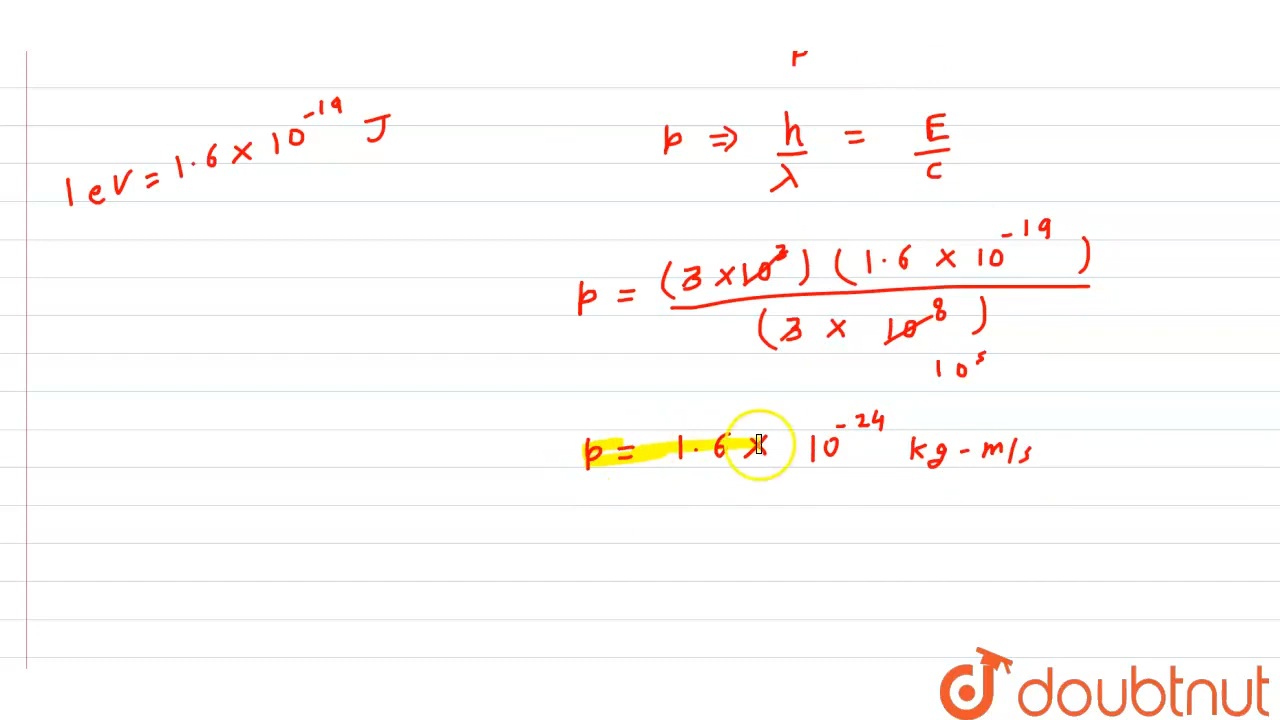 1 eV = 1.6 × 10^-19 J
p ⇒ h/λ = E/c
p = (3 × 10^3) (1.6 × 10^-19) / (3 × 10^8)
10^5
p = 1.6 × 10^-24 kg - m/s
doubtnut